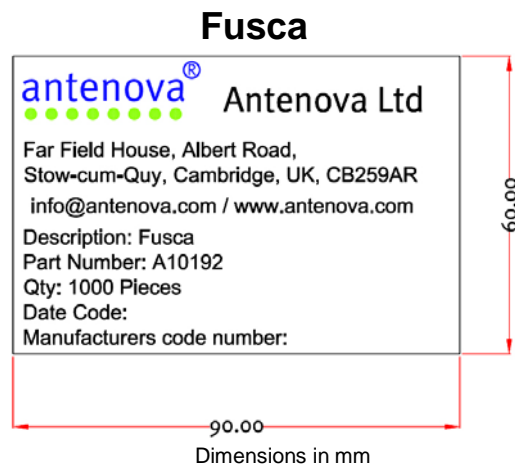 Fusca
antenova®
Antenova Ltd
Far Field House, Albert Road,
Stow-cum-Quy, Cambridge, UK, CB259AR
info@antenova.com / www.antenova.com
Description: Fusca
Part Number: A10192
Qty: 1000 Pieces
Date Code:
Manufacturers code number:
60.00
90.00
Dimensions in mm